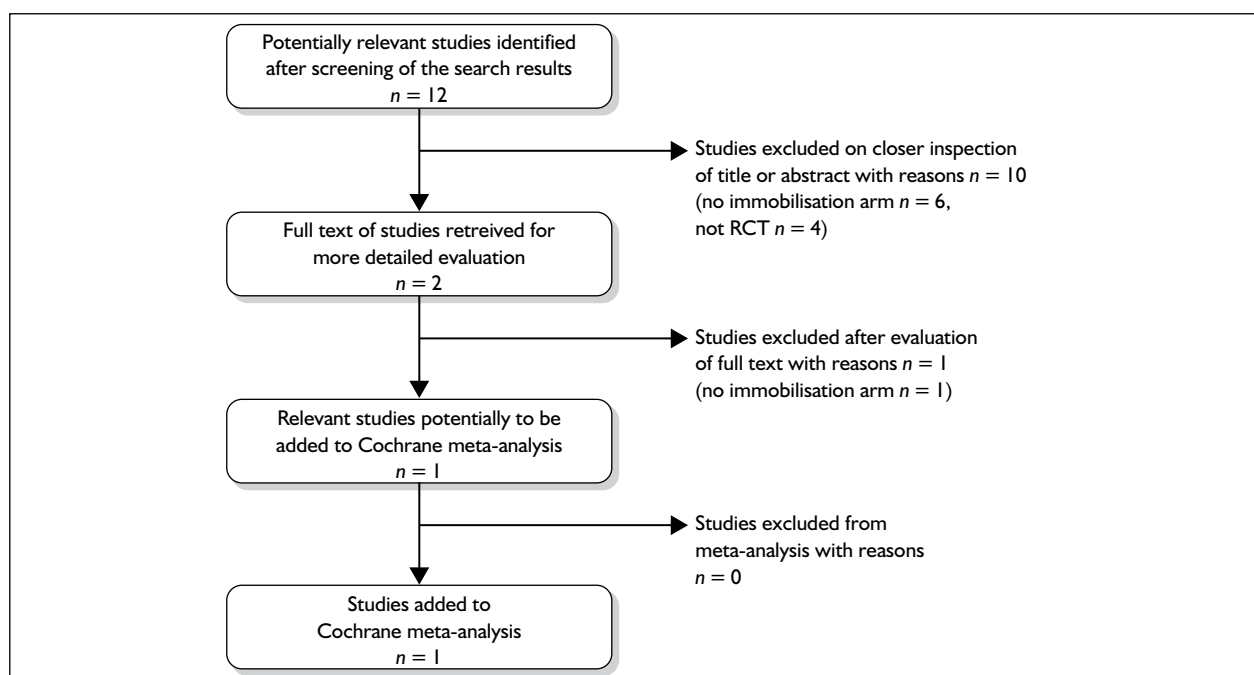 Potentially relevant studies identified
after screening of the search results
n = 12
Studies excluded on closer inspection
of title or abstract with reasons n = 10
(no immobilisation arm n = 6,
not RCT n = 4)
Full text of studies retreived for
more detailed evaluation
n = 2
Studies excluded after evaluation
of full text with reasons n = 1
(no immobilisation arm n = 1)
Relevant studies potentially to be
added to Cochrane meta-analysis
n = 1
Studies excluded from
meta-analysis with reasons
n = 0
Studies added to
Cochrane meta-analysis
n = 1